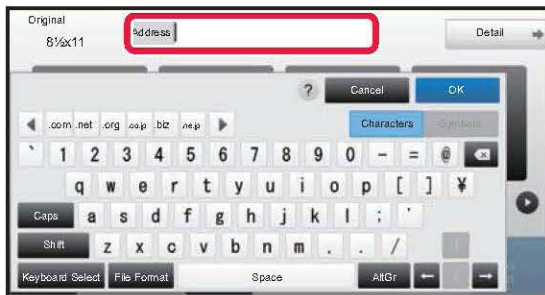 Original
8½x11
Address
Detail
? Cancel OK
.com .net .org .co.jp .biz .ne.jp
Characters Symbols
` 1 2 3 4 5 6 7 8 9 0 - = @
q w e r t y u i o p [ ] ¥
Caps a s d f g h j k l ; '
Shift z x c v b n m , . /
Keyboard Select File Format Space AltGr